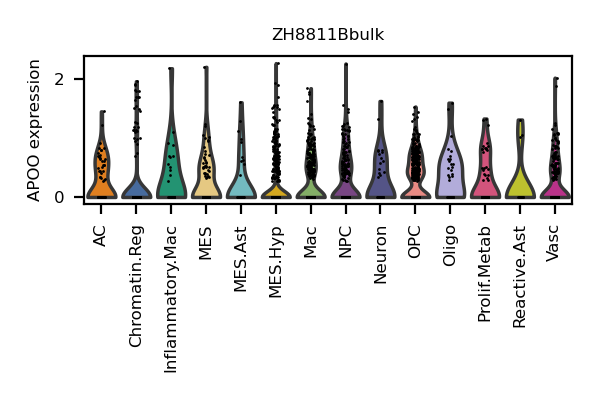 ZH8811Bbulk
APOO expression
2
0
AC
Chromatin.Reg
Inflammatory.Mac
MES
MES.Ast
MES.Hyp
Mac
NPC
Neuron
OPC
Oligo
Prolif.Metab
Reactive.Ast
Vasc